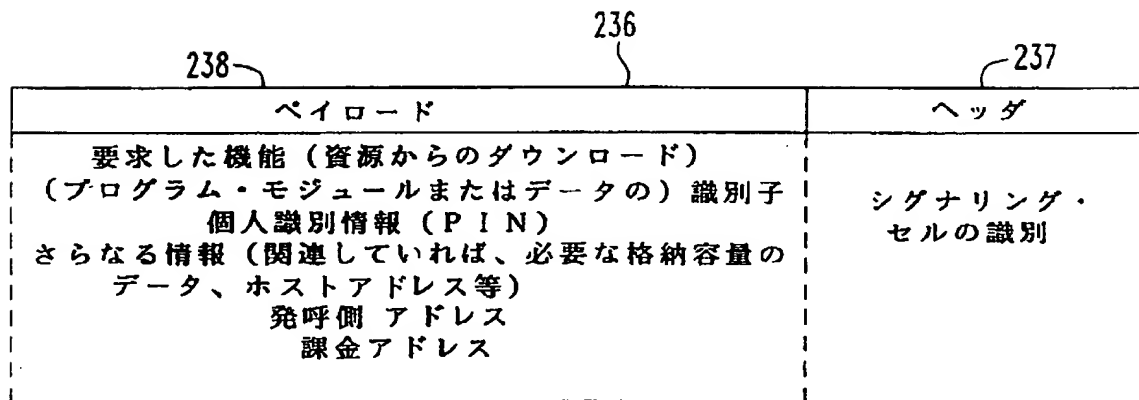 236
238
237
ペイロード
ヘッダ
要求した機能（資源からのダウンロード）
（プログラム・モジュールまたはデータの）識別子
個人識別情報（PIN）
さらなる情報（関連していれば、必要な格納容量の
データ、ホストアドレス等）
発呼側 アドレス
課金アドレス
シグナリング・
セルの識別